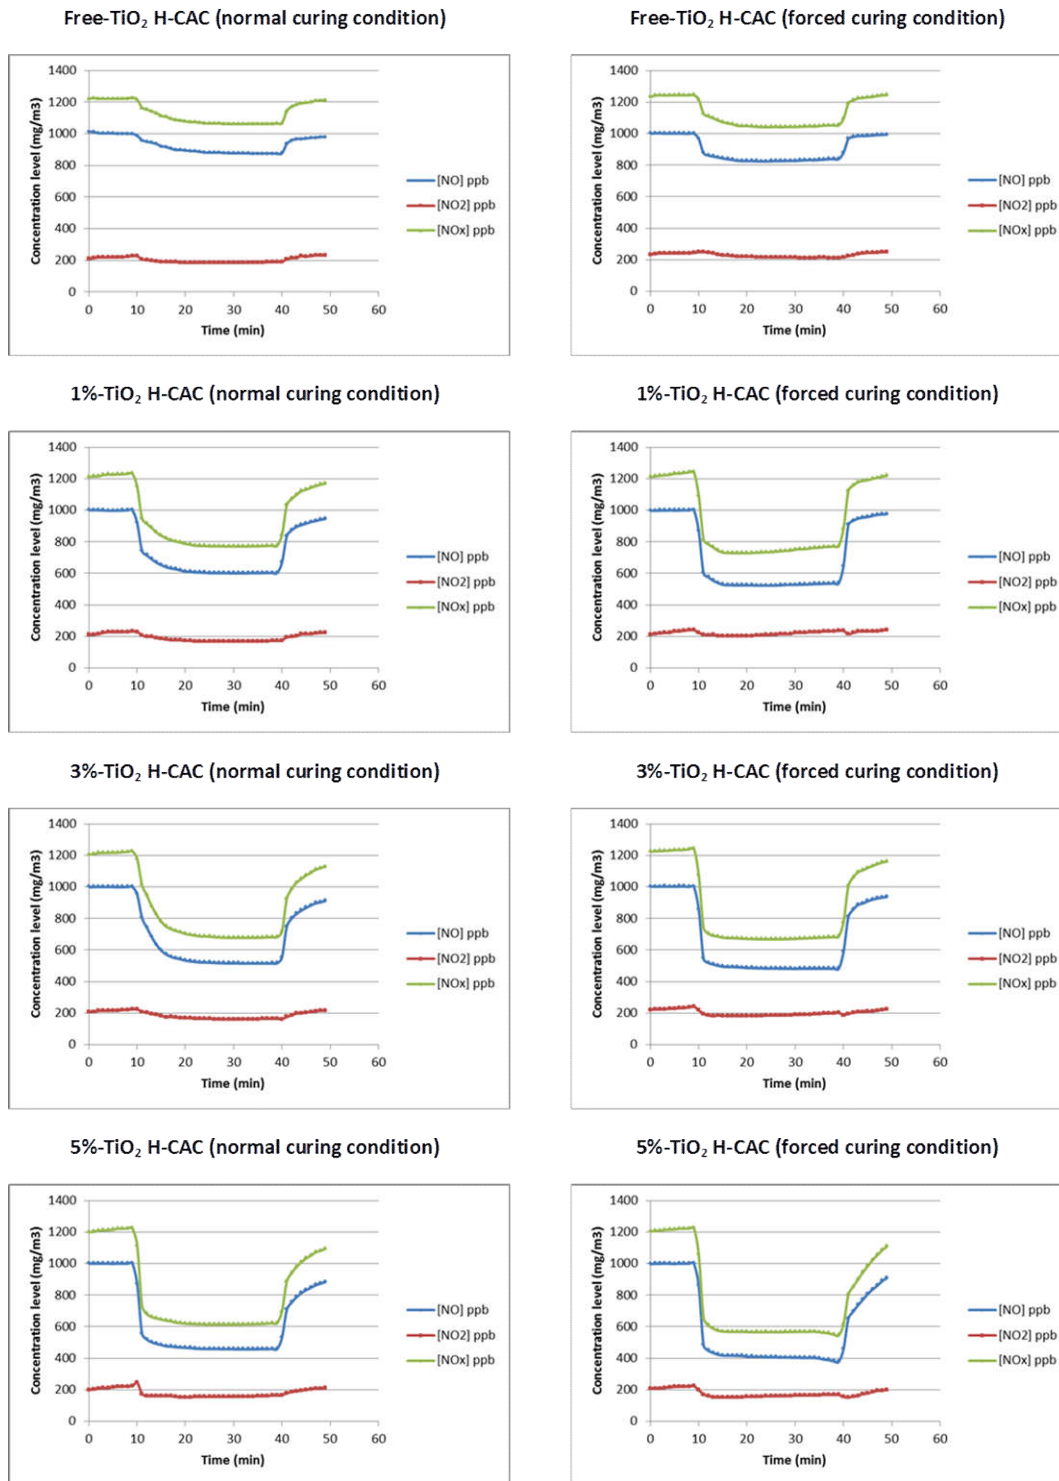 Free-TiO₂ H-CAC (normal curing condition)
Concentration level (mg/m3)
1400
1200
1000
800
600
400
200
0
0 10 20 30 40 50 60
Time (min)
[NO] ppb
[NO2] ppb
[NOx] ppb
Free-TiO₂ H-CAC (forced curing condition)
Concentration level (mg/m3)
1400
1200
1000
800
600
400
200
0
0 10 20 30 40 50 60
Time (min)
[NO] ppb
[NO2] ppb
[NOx] ppb
1%-TiO₂ H-CAC (normal curing condition)
Concentration level (mg/m3)
1400
1200
1000
800
600
400
200
0
0 10 20 30 40 50 60
Time (min)
[NO] ppb
[NO2] ppb
[NOx] ppb
1%-TiO₂ H-CAC (forced curing condition)
Concentration level (mg/m3)
1400
1200
1000
800
600
400
200
0
0 10 20 30 40 50 60
Time (min)
[NO] ppb
[NO2] ppb
[NOx] ppb
3%-TiO₂ H-CAC (normal curing condition)
Concentration level (mg/m3)
1400
1200
1000
800
600
400
200
0
0 10 20 30 40 50 60
Time (min)
[NO] ppb
[NO2] ppb
[NOx] ppb
3%-TiO₂ H-CAC (forced curing condition)
Concentration level (mg/m3)
1400
1200
1000
800
600
400
200
0
0 10 20 30 40 50 60
Time (min)
[NO] ppb
[NO2] ppb
[NOx] ppb
5%-TiO₂ H-CAC (normal curing condition)
Concentration level (mg/m3)
1400
1200
1000
800
600
400
200
0
0 10 20 30 40 50 60
Time (min)
[NO] ppb
[NO2] ppb
[NOx] ppb
5%-TiO₂ H-CAC (forced curing condition)
Concentration level (mg/m3)
1400
1200
1000
800
600
400
200
0
0 10 20 30 40 50 60
Time (min)
[NO] ppb
[NO2] ppb
[NOx] ppb